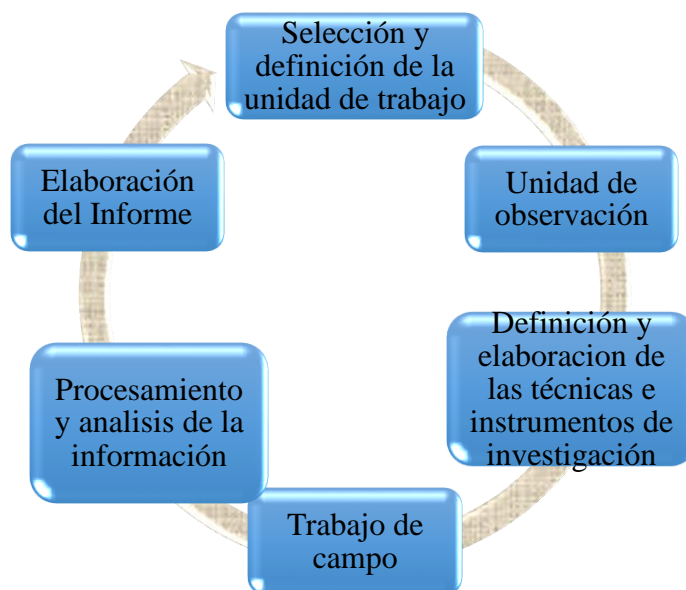 Selección y
definición de la
unidad de trabajo
Unidad de
observación
Definición y
elaboracion de
las técnicas e
instrumentos de
investigación
Trabajo de
campo
Procesamiento
y analisis de la
información
Elaboración
del Informe